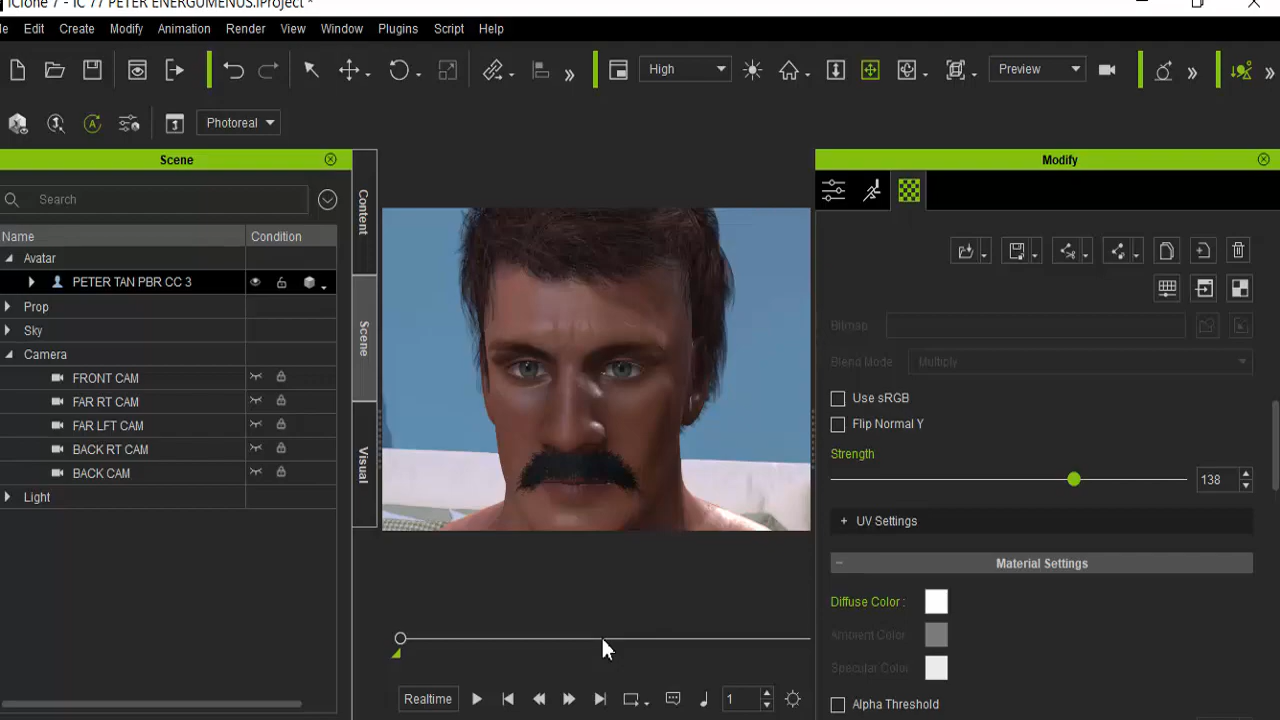 iClone 7 - IC 77 PETER ENERGUMENUS.iProject *
Edit Create Modify Animation Render View Window Plugins Script Help
High
Preview
Photoreal
Scene
Search
Name Condition
Avatar
PETER TAN PBR CC 3
Prop
Sky
Camera
FRONT CAM
FAR RT CAM
FAR LFT CAM
BACK RT CAM
BACK CAM
Light
Content
Scene
Visual
Realtime
1
Modify
Bitmap
Blend Mode Multiply
Use sRGB
Flip Normal Y
Strength
138
+ UV Settings
Material Settings
Diffuse Color :
Ambient Color
Specular Color
Alpha Threshold